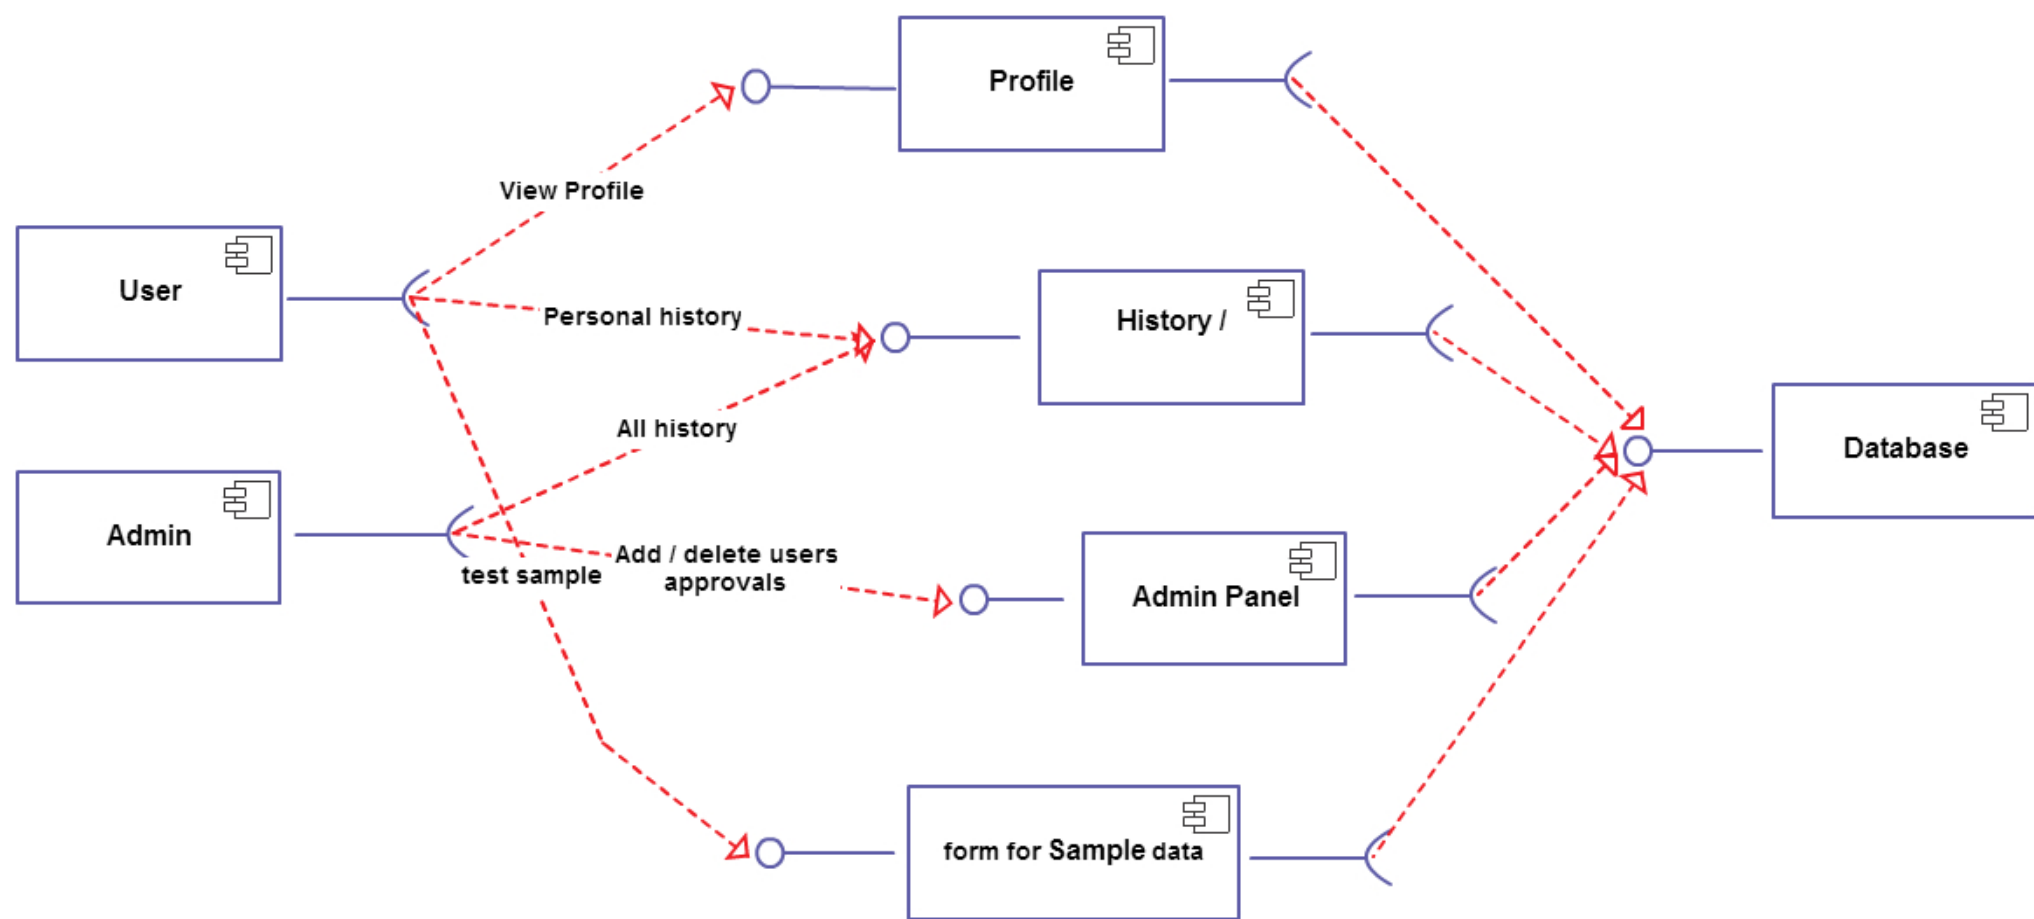 Profile
View Profile
User
Personal history
History /
All history
Database
Admin
Add / delete users
approvals
test sample
Admin Panel
form for Sample data